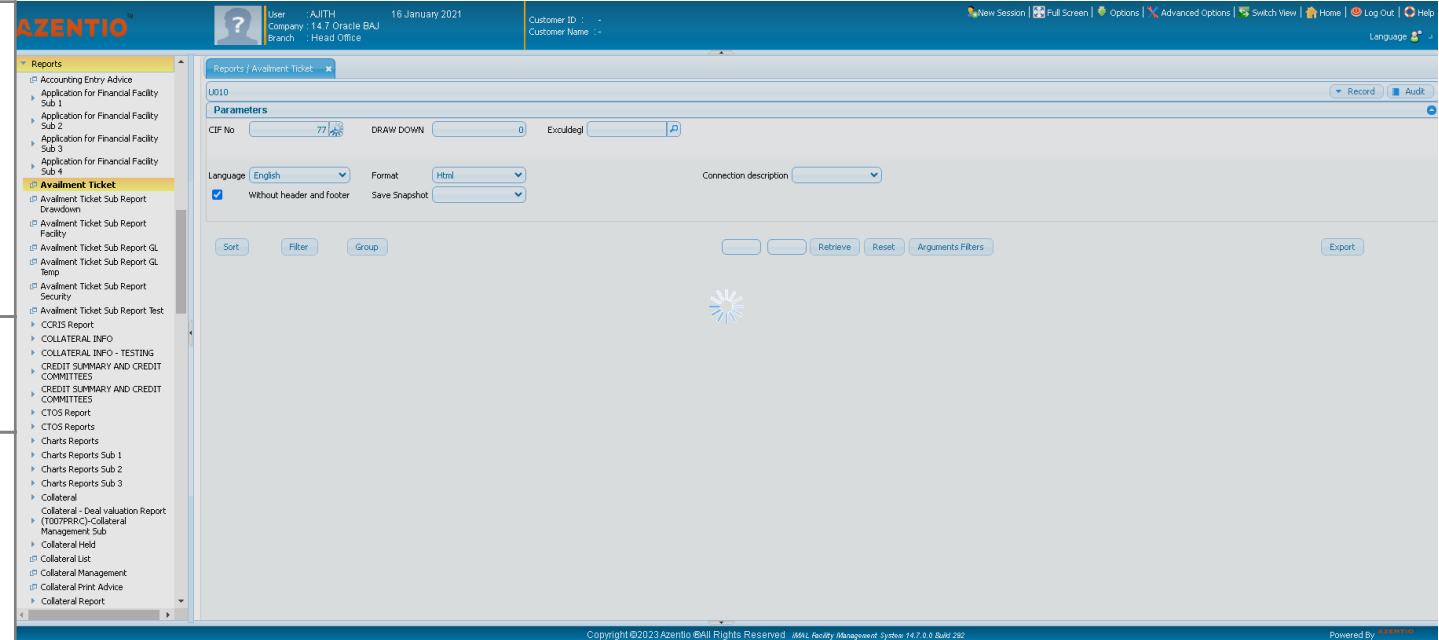 AZENTIO
?
User : AJITH 16 January 2021
Company : 14.7 Oracle BAJ
Branch : Head Office
Customer ID : -
Customer Name : -
New Session | Full Screen | Options | Advanced Options | Switch View | Home | Log Out | Help
Language
Reports
Accounting Entry Advice
Application for Financial Facility
Sub 1
Application for Financial Facility
Sub 2
Application for Financial Facility
Sub 3
Application for Financial Facility
Sub 4
Availment Ticket
Availment Ticket Sub Report
Drawdown
Availment Ticket Sub Report
Facility
Availment Ticket Sub Report GL
Availment Ticket Sub Report GL
Temp
Availment Ticket Sub Report
Security
Availment Ticket Sub Report Test
CCRIS Report
COLLATERAL INFO
COLLATERAL INFO - TESTING
CREDIT SUMMARY AND CREDIT
COMMITTEES
CREDIT SUMMARY AND CREDIT
COMMITTEES
CTOS Report
CTOS Reports
Charts Reports
Charts Reports Sub 1
Charts Reports Sub 2
Charts Reports Sub 3
Collateral
Collateral - Deal valuation Report
(T007PRRC)-Collateral
Management Sub
Collateral Held
Collateral List
Collateral Management
Collateral Print Advice
Collateral Report
Reports / Availment Ticket
U010
Record Audit
Parameters
CIF No 77 DRAW DOWN 0 Exculdegl
Language English Format Html Connection description
Without header and footer Save Snapshot
Sort Filter Group Retrieve Reset Arguments Filters Export
Copyright ©2023 Azentio ®All Rights Reserved iMAL Facility Management System 14.7.0.0 Build 292
Powered By AZENTIO